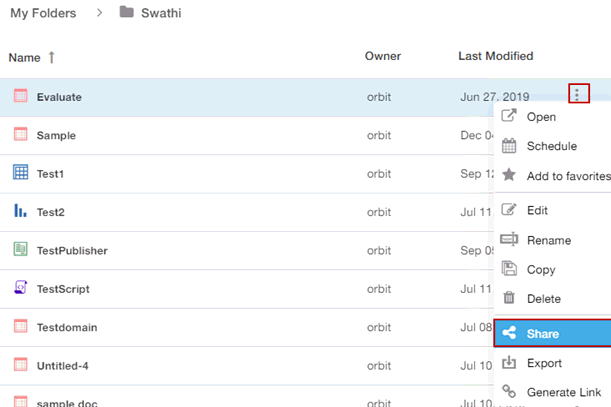 My Folders > Swathi
Name ↑ Owner Last Modified
Evaluate orbit Jun 27, 2019
Open
Sample orbit Dec 04
Schedule
Test1 orbit Sep 12
Add to favorites
Test2 orbit Jul 11
Edit
Rename
TestPublisher orbit Sep 05
Copy
TestScript orbit Jul 11
Delete
Testdomain orbit Jul 08
Share
Untitled-4 orbit Jul 11
Export
Generate Link
sample doc orbit Jul 10